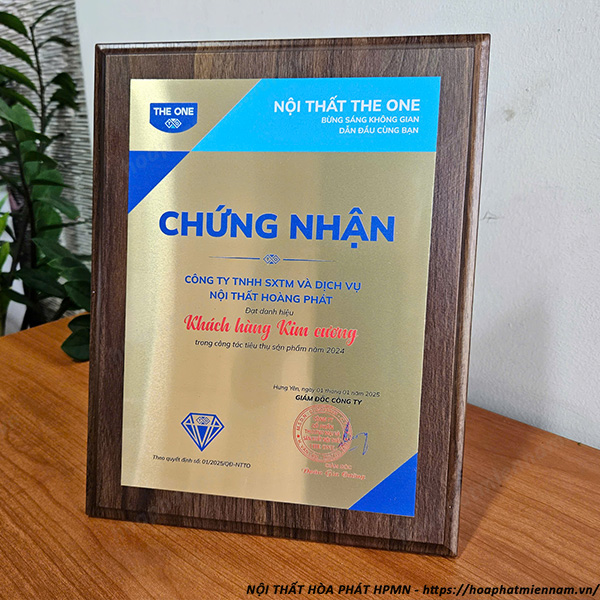 THE ONE
NỘI THẤT THE ONE
BỪNG SÁNG KHÔNG GIAN
DẪN ĐẦU CÙNG BẠN
CHỨNG NHẬN
CÔNG TY TNHH SXTM VÀ DỊCH VỤ
NỘI THẤT HOÀNG PHÁT
Đạt danh hiệu
Khách hàng Kim cương
trong công tác tiêu thụ sản phẩm năm 2024
Hưng Yên, ngày 01 tháng 01 năm 2025
GIÁM ĐỐC CÔNG TY
Theo quyết định số: 01/2025/QĐ-NTTO
NỘI THẤT HÒA PHÁT HPMN - https://hoaphatmiennam.vn/